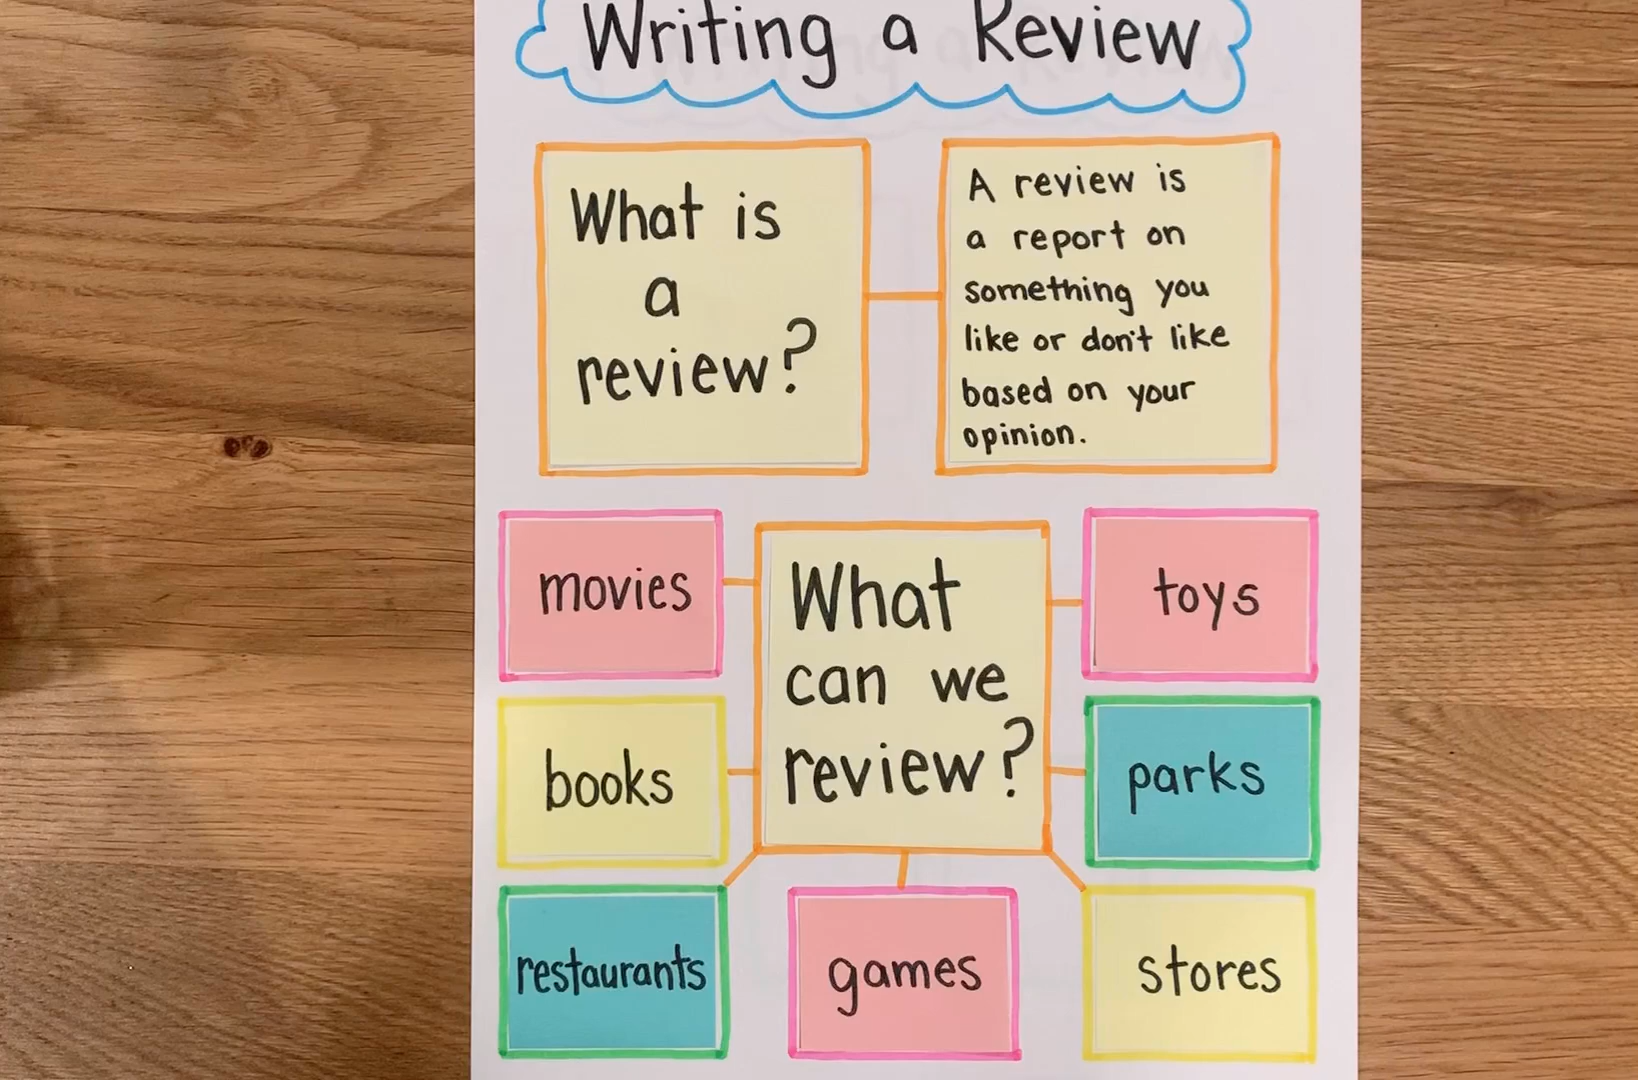 Writing a Review
What is
a
review?
A review is
a report on
something you
like or don't like
based on your
opinion.
movies
What
can we
review?
toys
books
parks
restaurants
games
stores